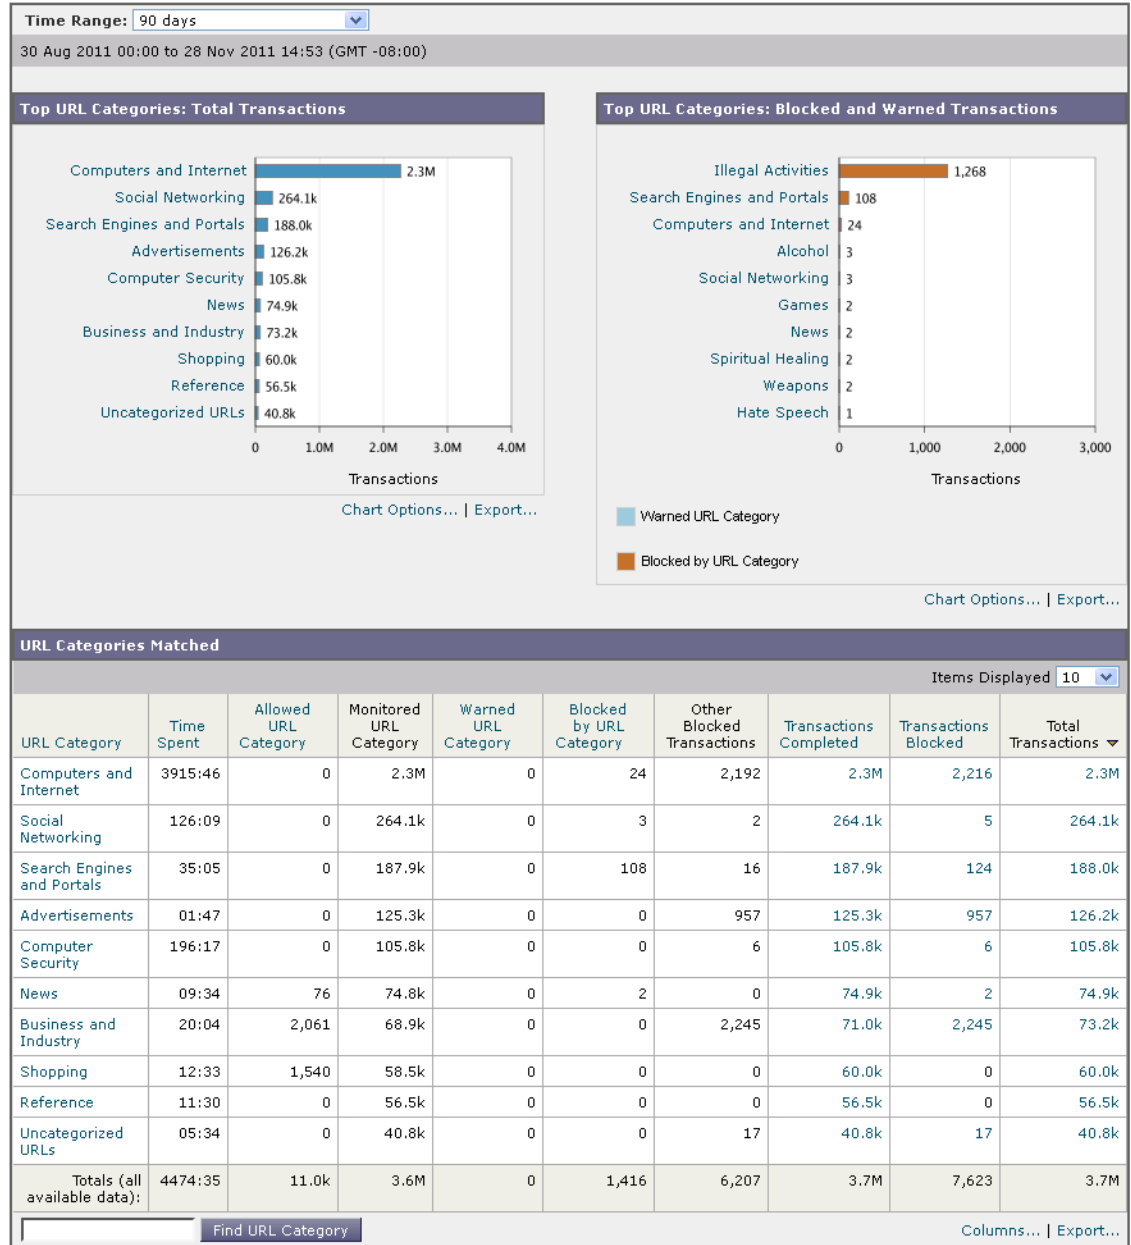 Time Range: 90 days
30 Aug 2011 00:00 to 28 Nov 2011 14:53 (GMT -08:00)
Top URL Categories: Total Transactions
Computers and Internet 2.3M
Social Networking 264.1k
Search Engines and Portals 188.0k
Advertisements 126.2k
Computer Security 105.8k
News 74.9k
Business and Industry 73.2k
Shopping 60.0k
Reference 56.5k
Uncategorized URLs 40.8k
0 1.0M 2.0M 3.0M 4.0M
Transactions
Chart Options... | Export...
Top URL Categories: Blocked and Warned Transactions
Illegal Activities 1,268
Search Engines and Portals 108
Computers and Internet 24
Alcohol 3
Social Networking 3
Games 2
News 2
Spiritual Healing 2
Weapons 2
Hate Speech 1
0 1,000 2,000 3,000
Transactions
Warned URL Category
Blocked by URL Category
Chart Options... | Export...
URL Categories Matched
Items Displayed 10
URL Category
Time
Spent
Allowed
URL
Category
Monitored
URL
Category
Warned
URL
Category
Blocked
by URL
Category
Other
Blocked
Transactions
Transactions
Completed
Transactions
Blocked
Total
Transactions
Computers and
Internet
3915:46 0 2.3M 0 24 2,192 2.3M 2,216 2.3M
Social
Networking
126:09 0 264.1k 0 3 2 264.1k 5 264.1k
Search Engines
and Portals
35:05 0 187.9k 0 108 16 187.9k 124 188.0k
Advertisements 01:47 0 125.3k 0 0 957 125.3k 957 126.2k
Computer
Security
196:17 0 105.8k 0 0 6 105.8k 6 105.8k
News 09:34 76 74.8k 0 2 0 74.9k 2 74.9k
Business and
Industry
20:04 2,061 68.9k 0 0 2,245 71.0k 2,245 73.2k
Shopping 12:33 1,540 58.5k 0 0 0 60.0k 0 60.0k
Reference 11:30 0 56.5k 0 0 0 56.5k 0 56.5k
Uncategorized
URLs
05:34 0 40.8k 0 0 17 40.8k 17 40.8k
Totals (all
available data):
4474:35 11.0k 3.6M 0 1,416 6,207 3.7M 7,623 3.7M
Find URL Category
Columns... | Export...